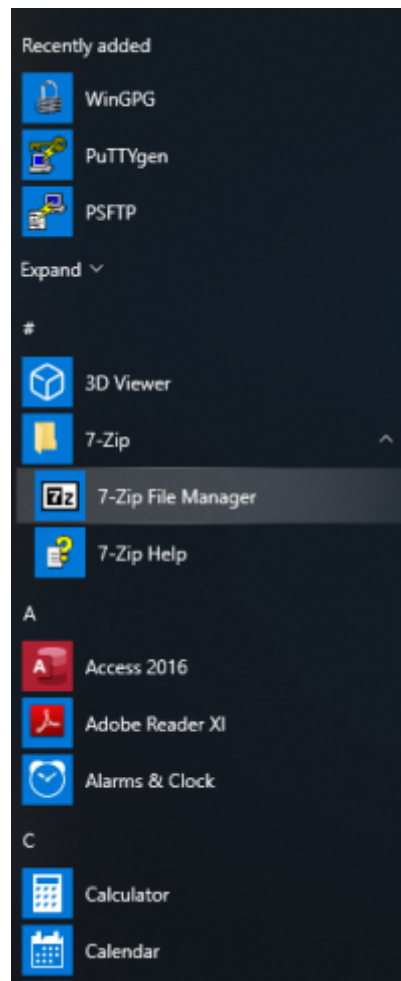 Recently added
WinGPG
PuTTYgen
PSFTP
Expand
#
3D Viewer
7-Zip
7-Zip File Manager
7-Zip Help
A
Access 2016
Adobe Reader XI
Alarms & Clock
C
Calculator
Calendar